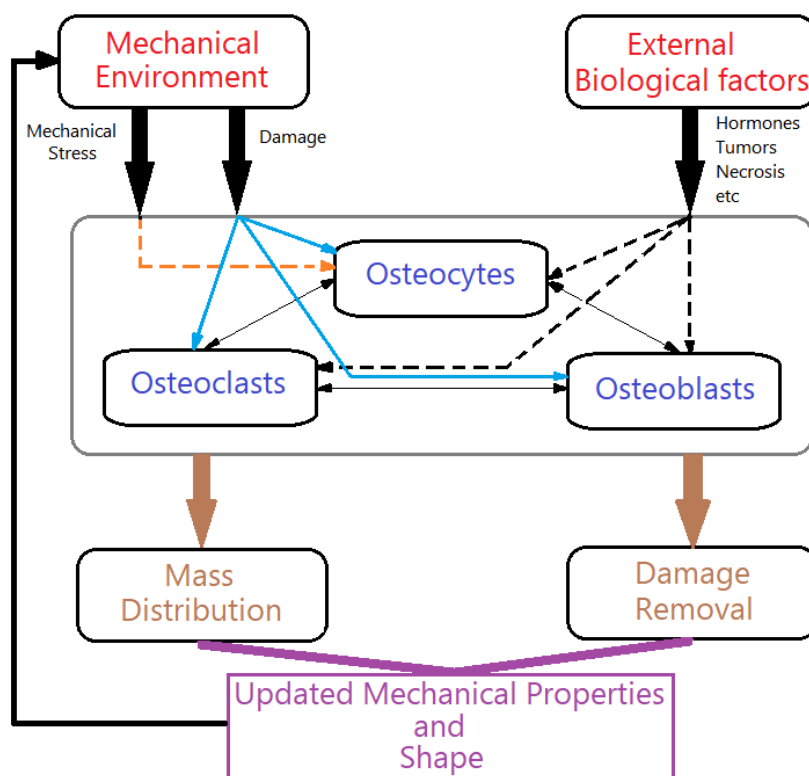 Mechanical
Environment
External
Biological factors
Mechanical
Stress
Damage
Hormones
Tumors
Necrosis
etc
Osteocytes
Osteoclasts
Osteoblasts
Mass
Distribution
Damage
Removal
Updated Mechanical Properties
and
Shape